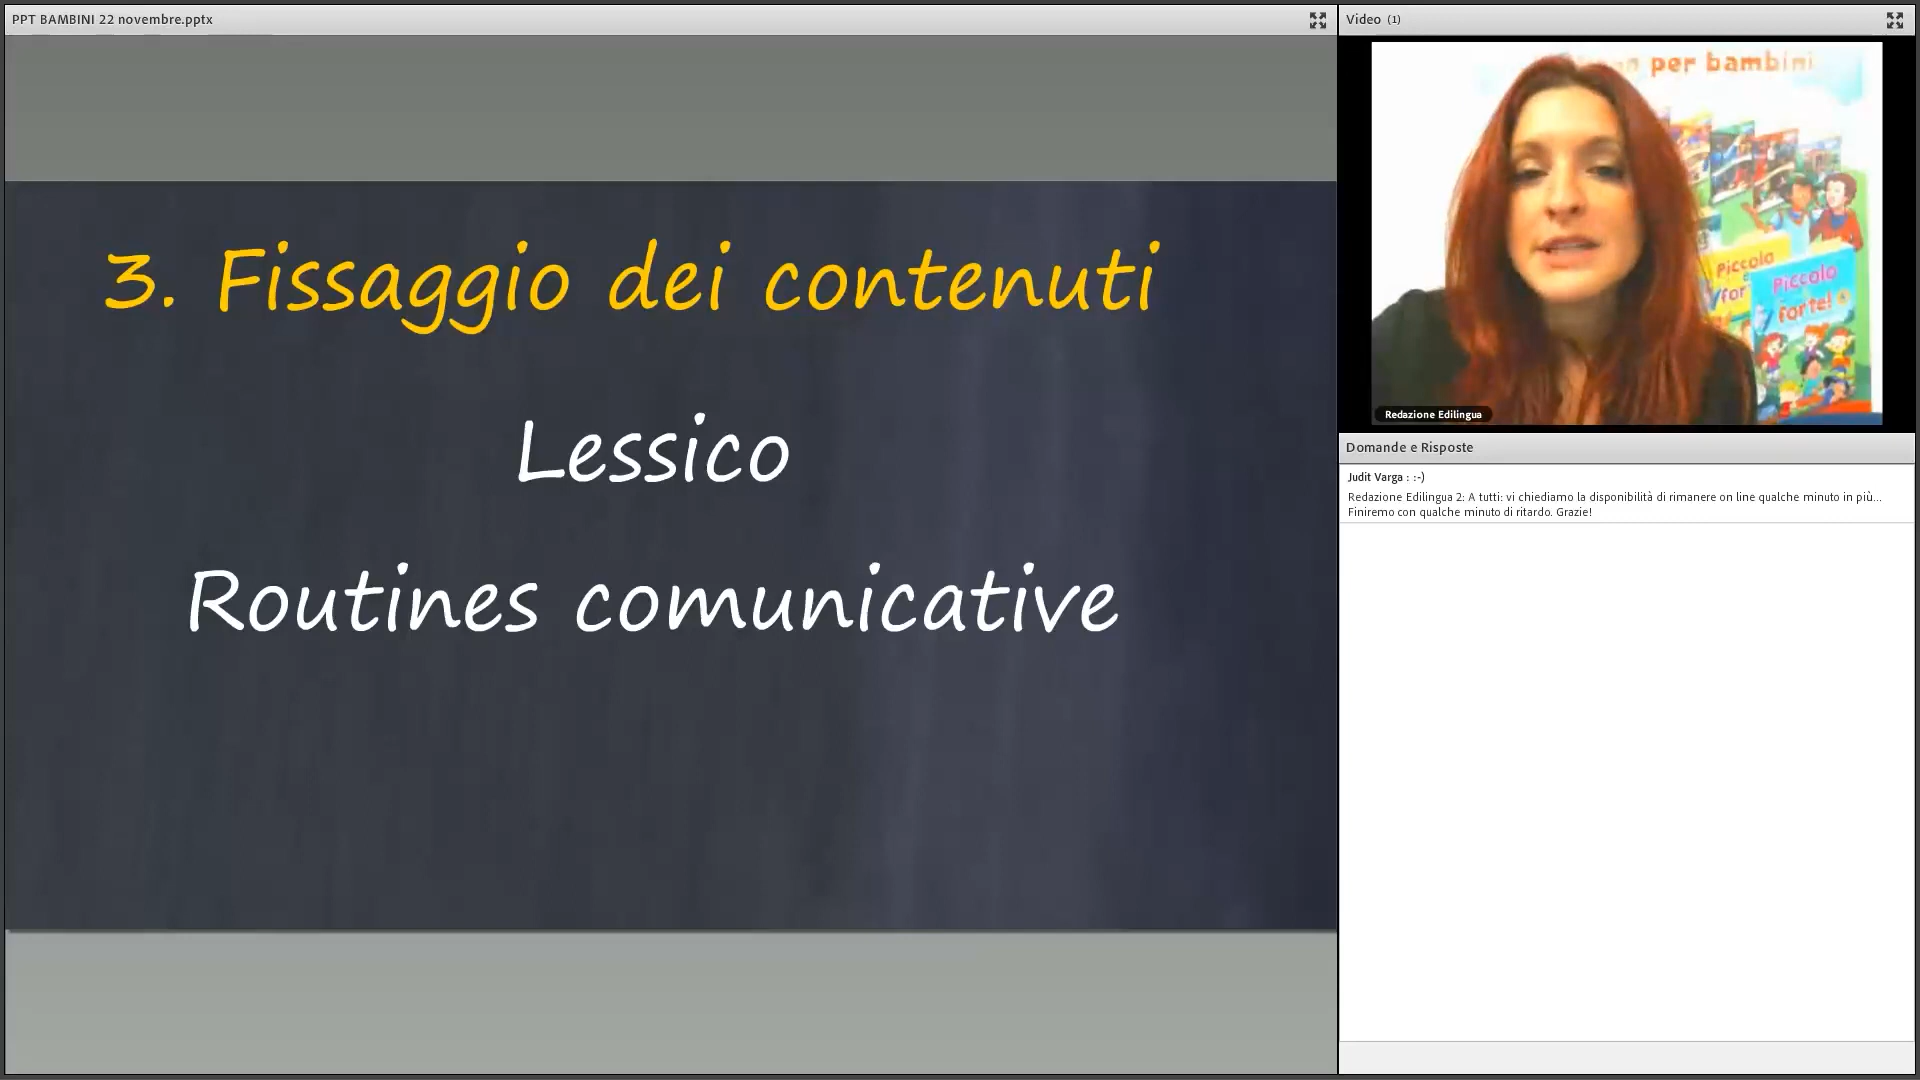 PPT BAMBINI 22 novembre.pptx
3. Fissaggio dei contenuti
Lessico
Routines comunicative
Video (1)
per bambini
Piccolo
e
Piccolo
forte!
Redazione Edilingua
Domande e Risposte
Judit Varga : :-)
Redazione Edilingua 2: A tutti: vi chiediamo la disponibilità di rimanere on line qualche minuto in più...
Finiremo con qualche minuto di ritardo. Grazie!